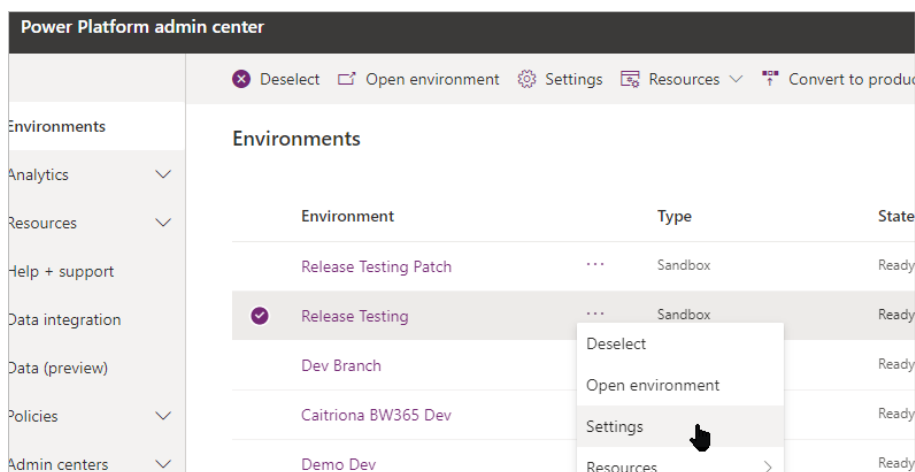 Power Platform admin center
Deselect Open environment Settings Resources Convert to produc
Environments
Analytics
Resources
Help + support
Data integration
Data (preview)
Policies
Admin centers
Environments
Environment Type State
Release Testing Patch ··· Sandbox Ready
Release Testing ··· Sandbox Ready
Dev Branch Ready
Caitriona BW365 Dev Ready
Demo Dev Ready
Deselect
Open environment
Settings
Resources